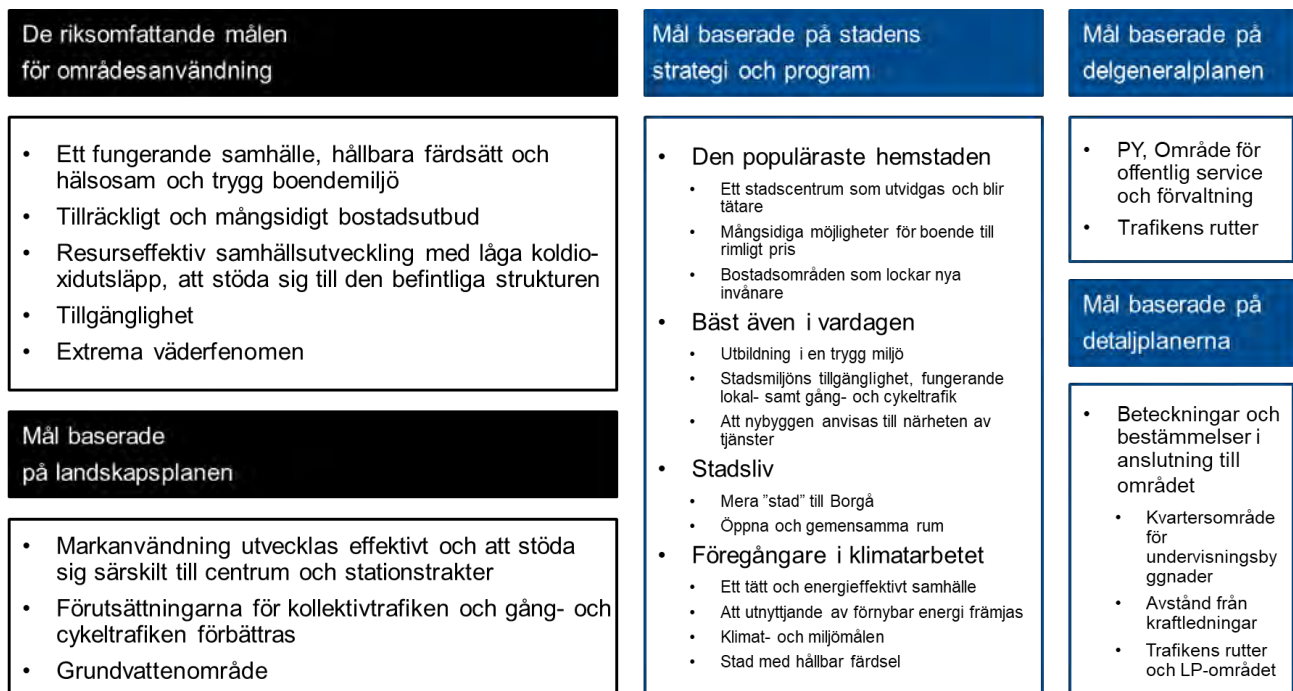 De riksomfattande målen
för områdesanvändning
• Ett fungerande samhälle, hållbara färdsätt och
hälsosam och trygg boendemiljö
• Tillräckligt och mångsidigt bostadsutbud
• Resurseffektiv samhällsutveckling med låga koldio-
xidutsläpp, att stöda sig till den befintliga strukturen
• Tillgänglighet
• Extrema väderfenomen
Mål baserade
på landskapsplanen
• Markanvändning utvecklas effektivt och att stöda
sig särskilt till centrum och stationstrakter
• Förutsättningarna för kollektivtrafiken och gång- och
cykeltrafiken förbättras
• Grundvattenområde
Mål baserade på stadens
strategi och program
• Den populäraste hemstaden
• Ett stadscentrum som utvidgas och blir
tätare
• Mångsidiga möjligheter för boende till
rimligt pris
• Bostadsområden som lockar nya
invånare
• Bäst även i vardagen
• Utbildning i en trygg miljö
• Stadsmiljöns tillgänglighet, fungerande
lokal- samt gång- och cykeltrafik
• Att nybyggen anvisas till närheten av
tjänster
• Stadsliv
• Mera ”stad” till Borgå
• Öppna och gemensamma rum
• Föregångare i klimatarbetet
• Ett tätt och energieffektivt samhälle
• Att utnyttjande av förnybar energi främjas
• Klimat- och miljömålen
• Stad med hållbar färdsel
Mål baserade på
delgeneralplanen
• PY, Område för
offentlig service
och förvaltning
• Trafikens rutter
Mål baserade på
detaljplanerna
• Beteckningar och
bestämmelser i
anslutning till
området
• Kvartersområde
för
undervisningsby
ggnader
• Avstånd från
kraftledningar
• Trafikens rutter
och LP-området